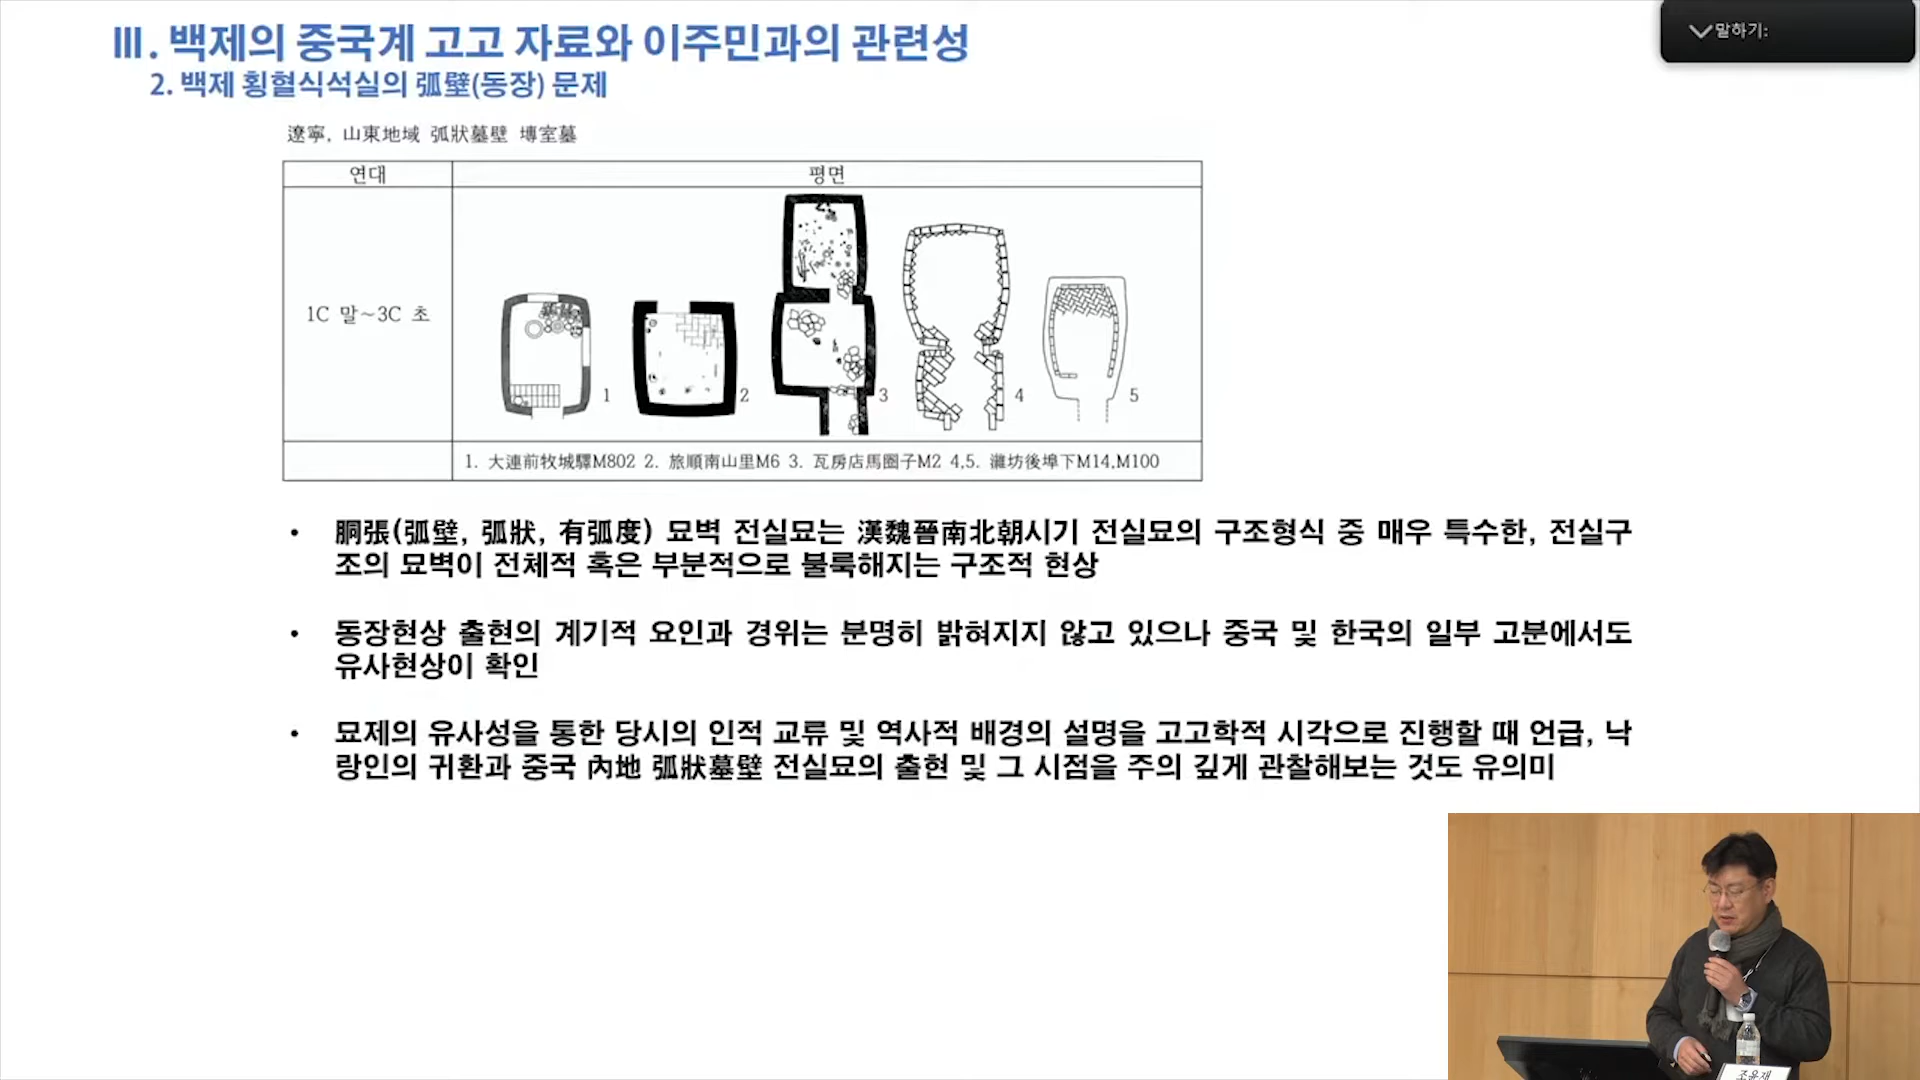 Ⅲ. 백제의 중국계 고고 자료와 이주민과의 관련성
2. 백제 횡혈식석실의 弧壁(동장) 문제
말하기:
遼寧, 山東地域 弧狀墓壁 塼室墓
연대 평면
1C 말~3C 초
1 2 3 4 5
1. 大連前牧城驛M802 2. 旅順南山里M6 3. 瓦房店馬圈子M2 4,5. 濰坊後埠下M14,M100
• 胴張(弧壁, 弧狀, 有弧度) 묘벽 전실묘는 漢魏晉南北朝시기 전실묘의 구조형식 중 매우 특수한, 전실구
조의 묘벽이 전체적 혹은 부분적으로 불룩해지는 구조적 현상
• 동장현상 출현의 계기적 요인과 경위는 분명히 밝혀지지 않고 있으나 중국 및 한국의 일부 고분에서도
유사현상이 확인
• 묘제의 유사성을 통한 당시의 인적 교류 및 역사적 배경의 설명을 고고학적 시각으로 진행할 때 언급, 낙
랑인의 귀환과 중국 內地 弧狀墓壁 전실묘의 출현 및 그 시점을 주의 깊게 관찰해보는 것도 유의미
조윤재